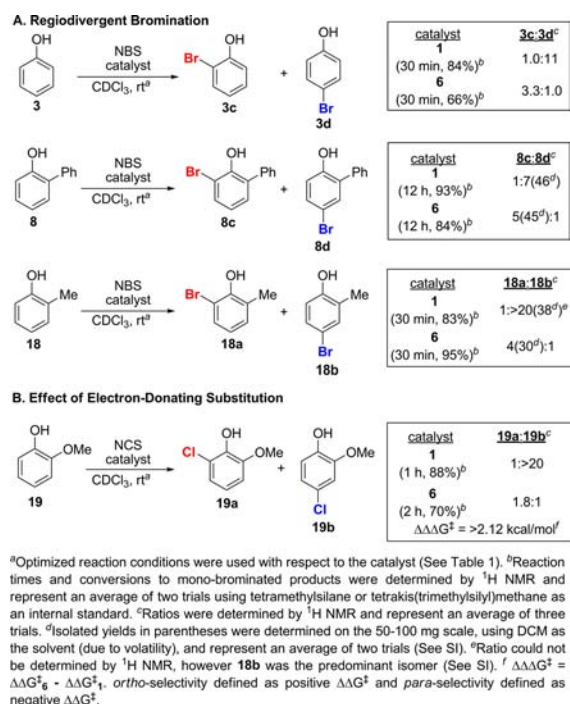 A. Regiodivergent Bromination
OH
3
NBS
catalyst
CDCl3, rt^a
Br
OH
3c
+
OH
Br
3d
catalyst 3c:3d^c
1
(30 min, 84%)^b 1.0:11
6
(30 min, 66%)^b 3.3:1.0
OH
Ph
8
NBS
catalyst
CDCl3, rt^a
Br
OH
Ph
8c
+
OH
Ph
Br
8d
catalyst 8c:8d^c
1
(12 h, 93%)^b 1:7(46^d)
6
(12 h, 84%)^b 5(45^d):1
OH
Me
18
NBS
catalyst
CDCl3, rt^a
Br
OH
Me
18a
+
OH
Me
Br
18b
catalyst 18a:18b^c
1
(30 min, 83%)^b 1:>20(38^d)^e
6
(30 min, 95%)^b 4(30^d):1
B. Effect of Electron-Donating Substitution
OH
OMe
19
NCS
catalyst
CDCl3, rt^a
Cl
OH
OMe
19a
+
OH
OMe
Cl
19b
catalyst 19a:19b^c
1
(1 h, 88%)^b 1:>20
6
(2 h, 70%)^b 1.8:1
ΔΔΔG‡ = >2.12 kcal/mol^f
^aOptimized reaction conditions were used with respect to the catalyst (See Table 1). ^bReaction
times and conversions to mono-brominated products were determined by ^1H NMR and
represent an average of two trials using tetramethylsilane or tetrakis(trimethylsilyl)methane as
an internal standard. ^cRatios were determined by ^1H NMR and represent an average of three
trials. ^dIsolated yields in parentheses were determined on the 50-100 mg scale, using DCM as
the solvent (due to volatility), and represent an average of two trials (See SI). ^eRatio could not
be determined by ^1H NMR, however 18b was the predominant isomer (See SI). ^f ΔΔΔG‡ =
ΔΔG‡6 - ΔΔG‡1. ortho-selectivity defined as positive ΔΔG‡ and para-selectivity defined as
negative ΔΔG‡.